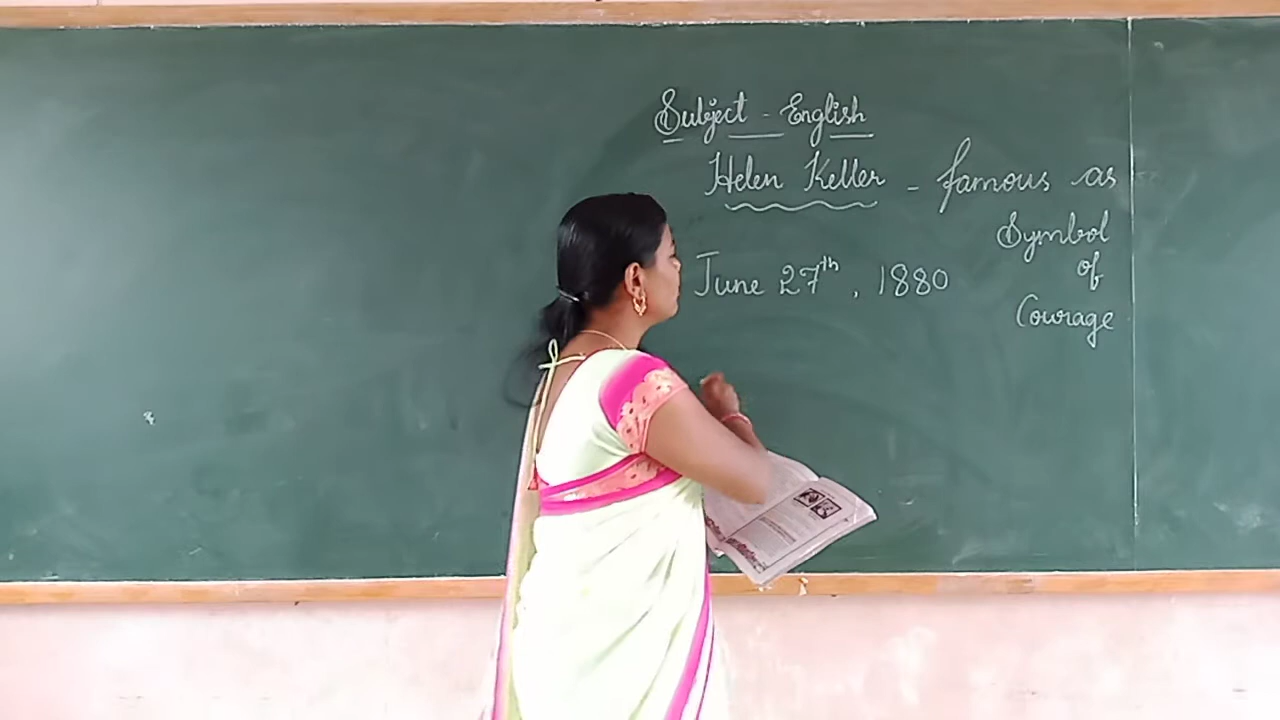 Subject - English
Helen Keller - famous as
Symbol
of
Courage
June 27th, 1880